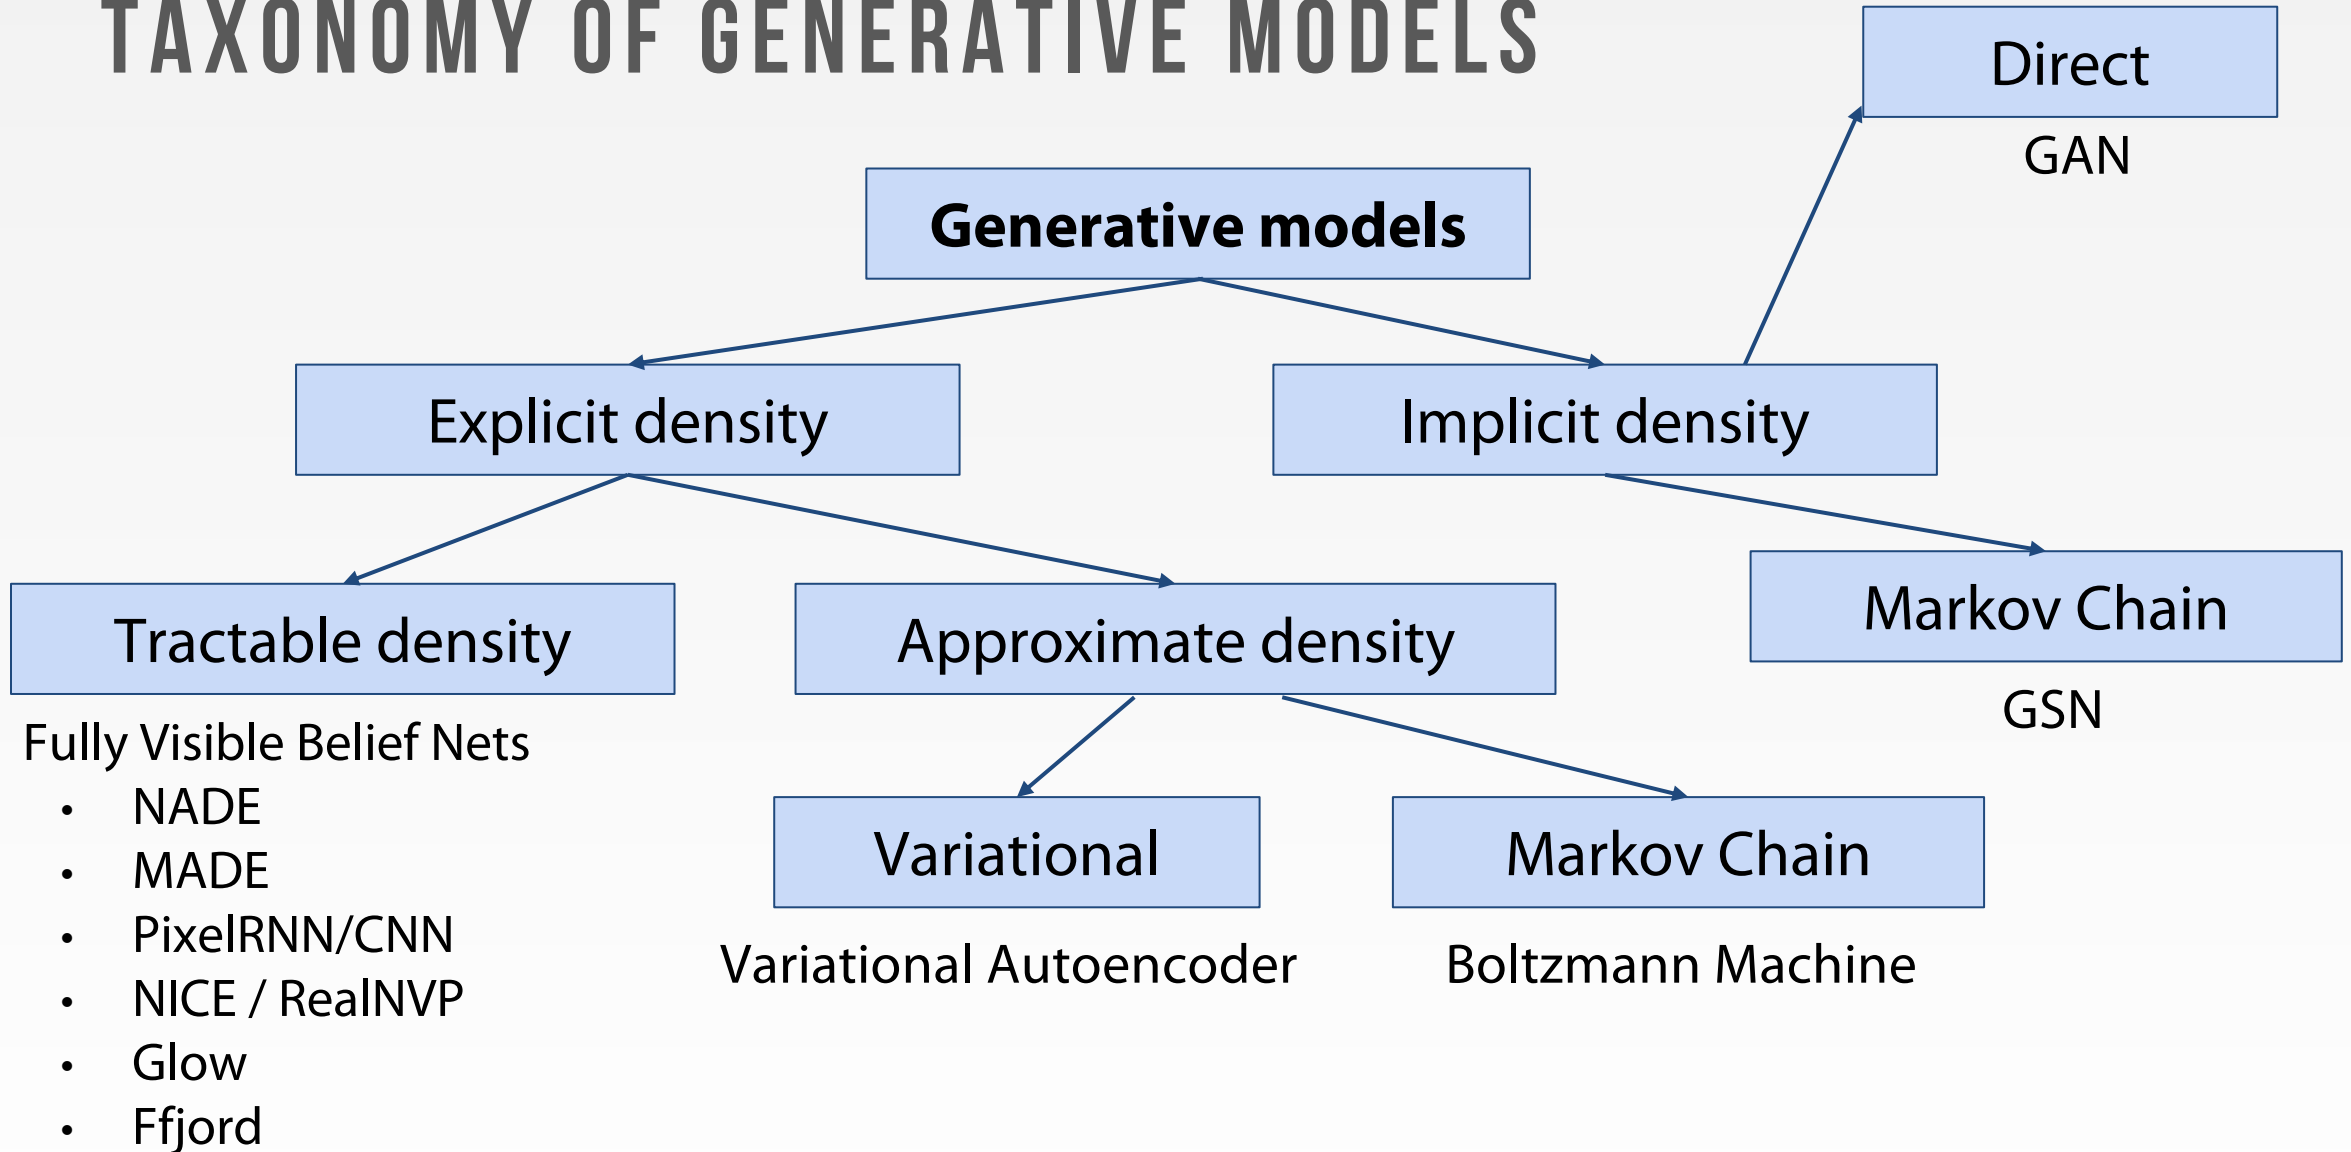 TAXONOMY OF GENERATIVE MODELS
Direct
GAN
Generative models
Explicit density
Implicit density
Tractable density
Approximate density
Markov Chain
GSN
Fully Visible Belief Nets
• NADE
• MADE
• PixelRNN/CNN
• NICE / RealNVP
• Glow
• Ffjord
Variational
Markov Chain
Variational Autoencoder
Boltzmann Machine